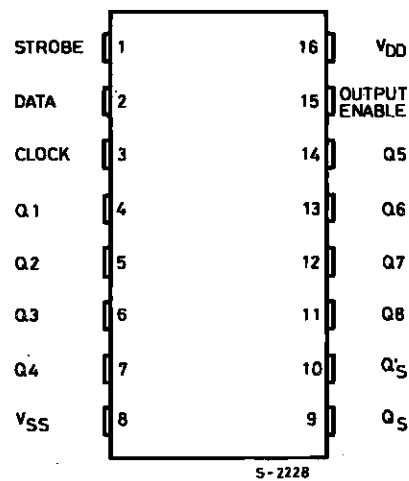 STROBE 1 16 VDD
DATA 2 15 OUTPUT ENABLE
CLOCK 3 14 Q5
Q1 4 13 Q6
Q2 5 12 Q7
Q3 6 11 Q8
Q4 7 10 Q'S
VSS 8 9 QS
S-2228